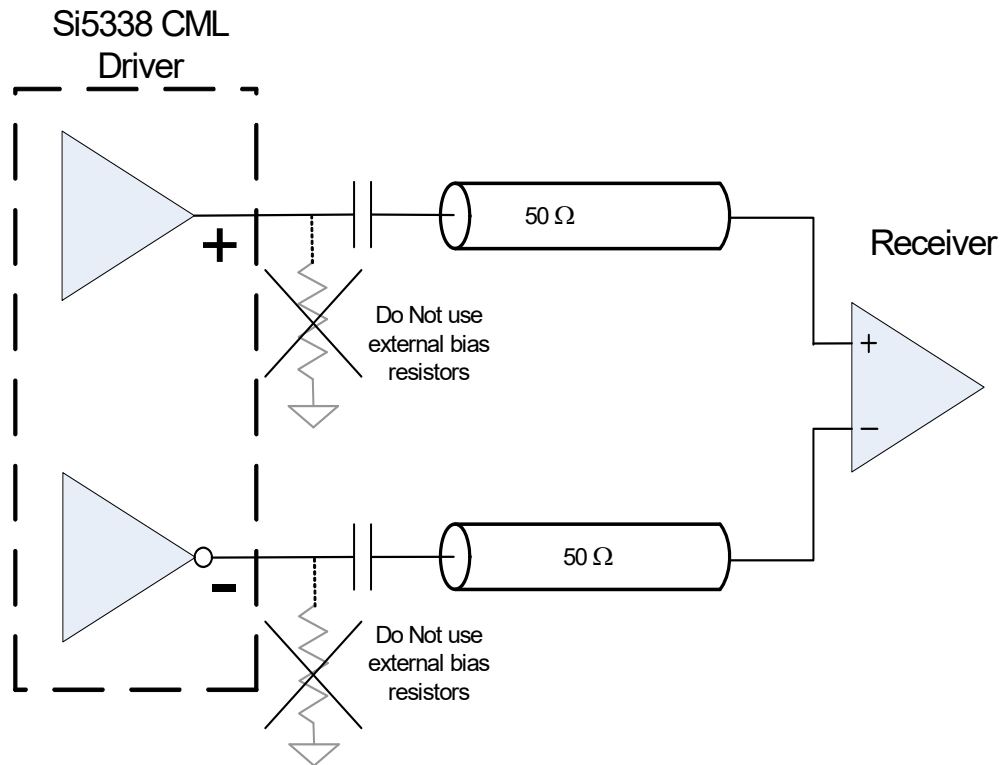 Si5338 CML
Driver
+
50 Ω
Receiver
Do Not use
external bias
resistors
+
−
50 Ω
-
Do Not use
external bias
resistors